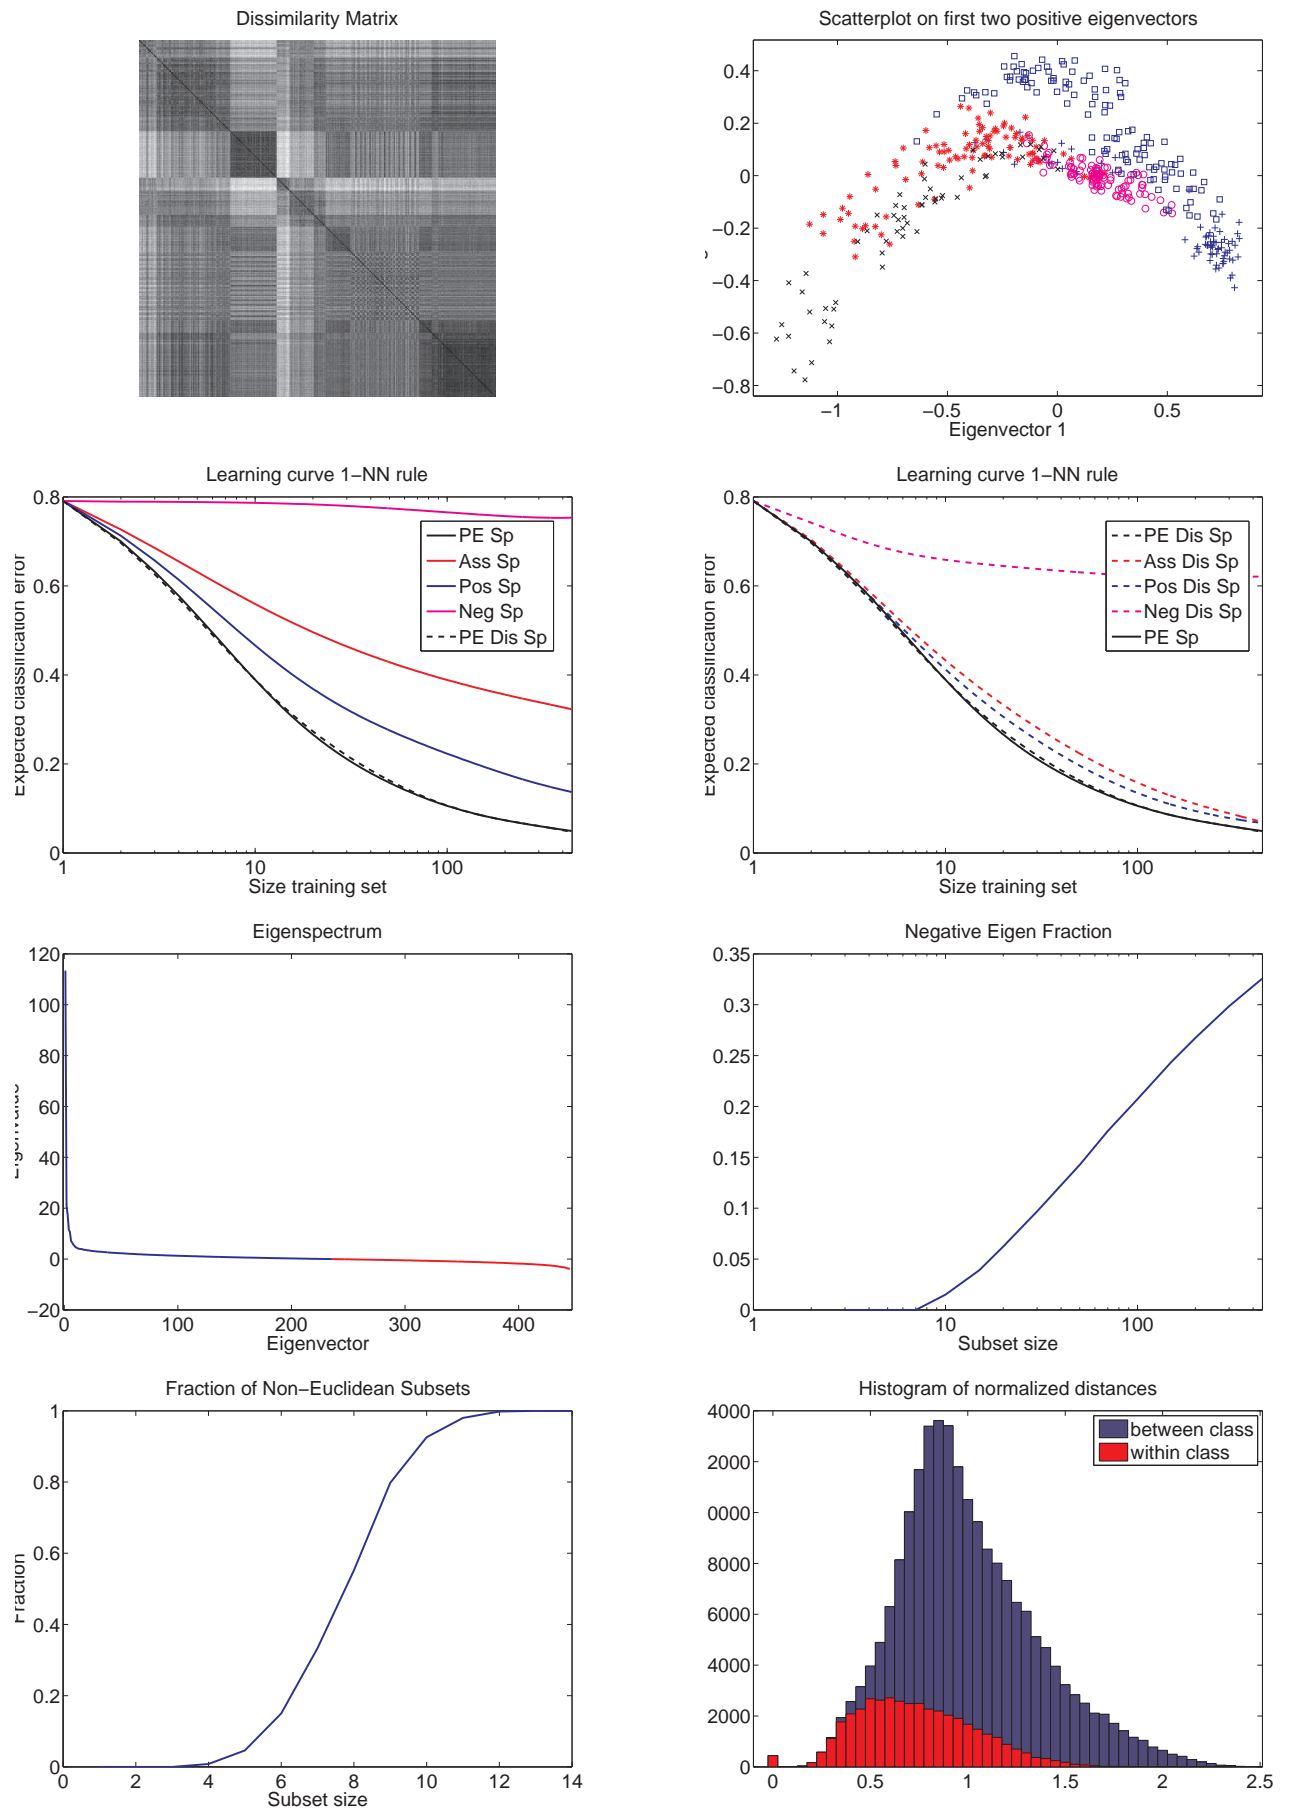 Dissimilarity Matrix
Scatterplot on first two positive eigenvectors
0.4
0.2
0
−0.2
−0.4
−0.6
−0.8
−1
−0.5
0
0.5
Eigenvector 1
Learning curve 1−NN rule
0.8
0.6
0.4
0.2
0
1
10
100
Size training set
Expected classification error
PE Sp
Ass Sp
Pos Sp
Neg Sp
PE Dis Sp
Learning curve 1−NN rule
0.8
0.6
0.4
0.2
0
1
10
100
Size training set
Expected classification error
PE Dis Sp
Ass Dis Sp
Pos Dis Sp
Neg Dis Sp
PE Sp
Eigenspectrum
120
100
80
60
40
20
0
−20
0
100
200
300
400
Eigenvector
Eigenvalue
Negative Eigen Fraction
0.35
0.3
0.25
0.2
0.15
0.1
0.05
0
1
10
100
Subset size
Fraction of Non−Euclidean Subsets
1
0.8
0.6
0.4
0.2
0
0
2
4
6
8
10
12
14
Subset size
Fraction
Histogram of normalized distances
4000
2000
0000
8000
6000
4000
2000
0
0
0.5
1
1.5
2
2.5
between class
within class